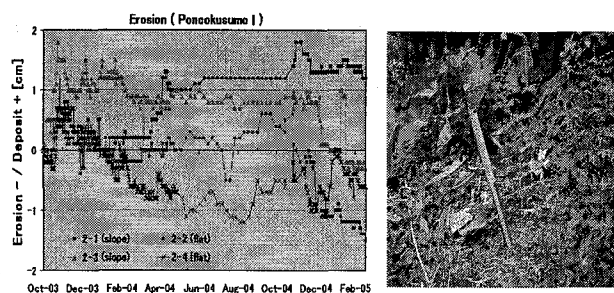 Erosion ( Poncokusumo I )
Erosion - / Deposit + [cm]
2
1
0
-1
-2
2-1 (slope) 2-2 (flat)
2-3 (slope) 2-4 (flat)
Oct-03 Dec-03 Feb-04 Apr-04 Jun-04 Aug-04 Oct-04 Dec-04 Feb-05